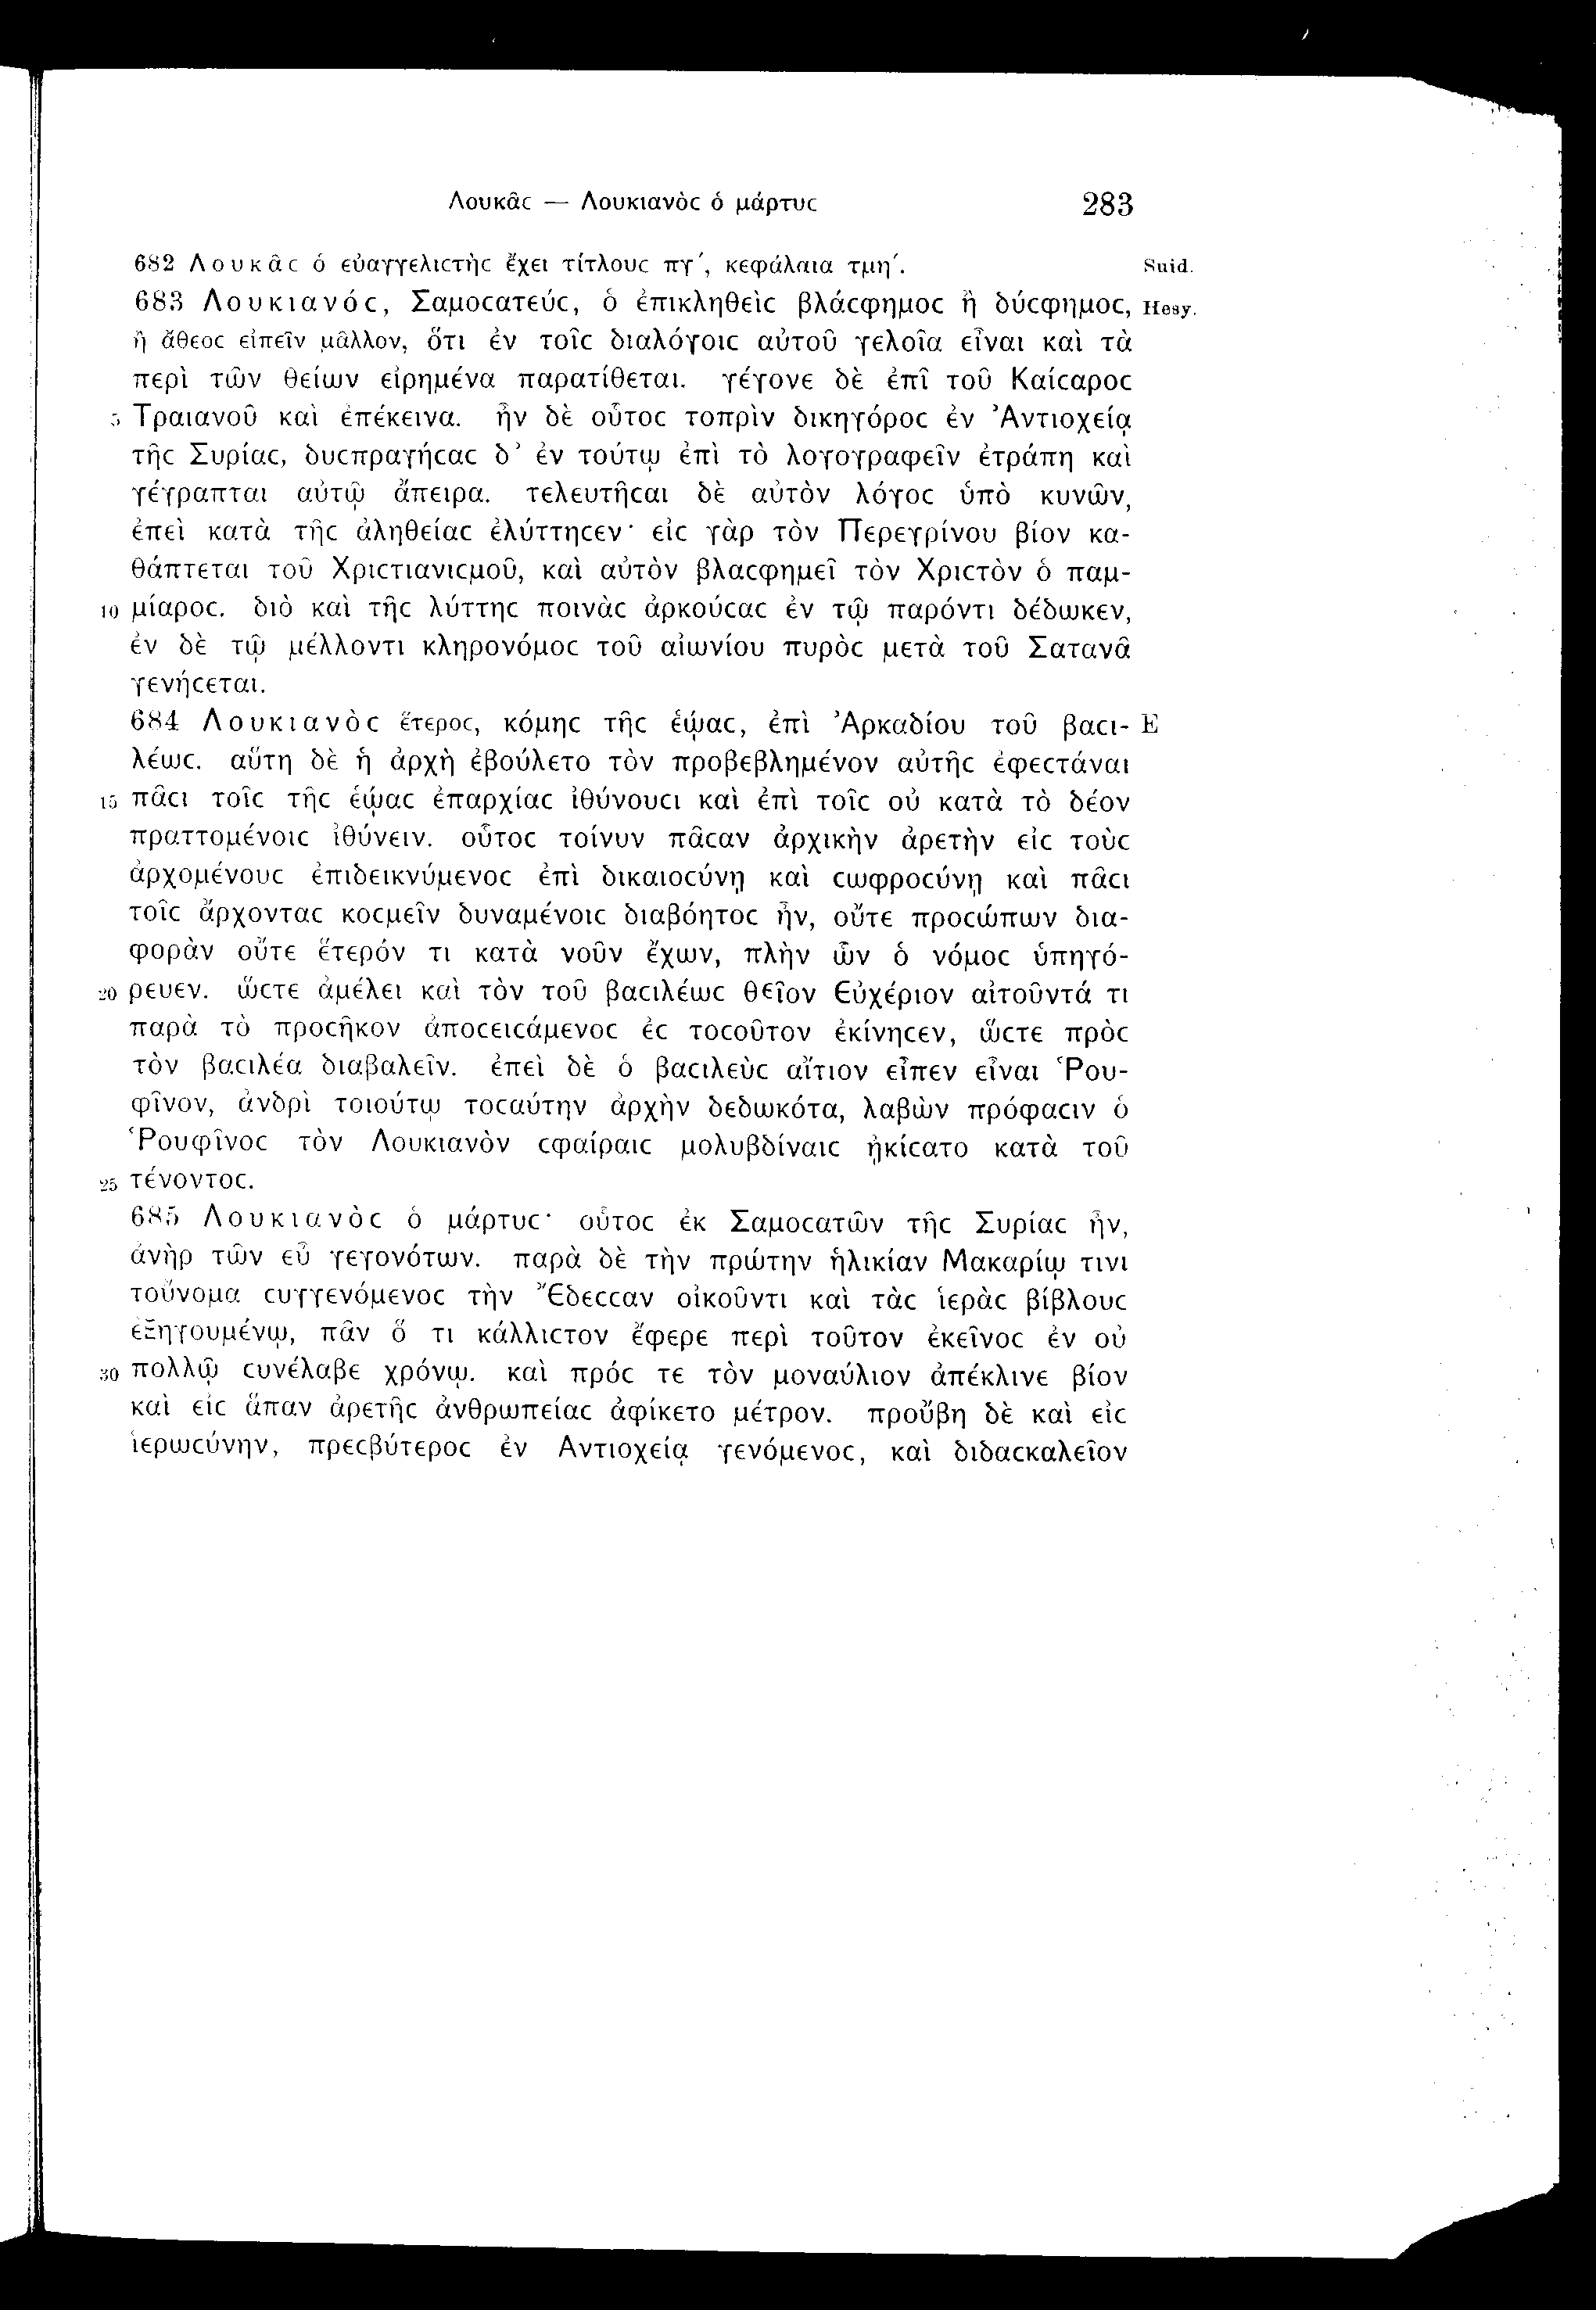 Λουκᾶϲ — Λουκιανὸϲ ὁ μάρτυϲ 283
682 Λουκᾶϲ ὁ εὐαγγελιϲτὴϲ ἔχει τίτλουϲ πγ΄, κεφάλαια τμη΄. Suid.
683 Λουκιανόϲ, Σαμοϲατεύϲ, ὁ ἐπικληθεὶϲ βλάϲφημοϲ ἢ δύϲφημοϲ, Hesy.
ἢ ἄθεοϲ εἰπεῖν μᾶλλον, ὅτι ἐν τοῖϲ διαλόγοιϲ αὐτοῦ γελοῖα εἶναι καὶ τὰ
περὶ τῶν θείων εἰρημένα παρατίθεται. γέγονε δὲ ἐπὶ τοῦ Καίϲαροϲ
5 Τραιανοῦ καὶ ἐπέκεινα. ἦν δὲ οὗτοϲ τοπρὶν δικηγόροϲ ἐν Ἀντιοχείᾳ
τῆϲ Συρίαϲ, δυϲπραγήϲαϲ δ’ ἐν τούτῳ ἐπὶ τὸ λογογραφεῖν ἐτράπη καὶ
γέγραπται αὐτῷ ἄπειρα. τελευτῆϲαι δὲ αὐτὸν λόγοϲ ὑπὸ κυνῶν,
ἐπεὶ κατὰ τῆϲ ἀληθείαϲ ἐλύττηϲεν· εἰϲ γὰρ τὸν Περεγρίνου βίον κα-
θάπτεται τοῦ Χριϲτιανιϲμοῦ, καὶ αὐτὸν βλαϲφημεῖ τὸν Χριϲτὸν ὁ παμ-
10 μίαροϲ. διὸ καὶ τῆϲ λύττηϲ ποινὰϲ ἀρκούϲαϲ ἐν τῷ παρόντι δέδωκεν,
ἐν δὲ τῷ μέλλοντι κληρονόμοϲ τοῦ αἰωνίου πυρὸϲ μετὰ τοῦ Σατανᾶ
γενήϲεται.
684 Λουκιανὸϲ ἕτεροϲ, κόμηϲ τῆϲ ἑῴαϲ, ἐπὶ Ἀρκαδίου τοῦ βαϲι- E
λέωϲ. αὕτη δὲ ἡ ἀρχὴ ἐβούλετο τὸν προβεβλημένον αὐτῆϲ ἐφεϲτάναι
15 πᾶϲι τοῖϲ τῆϲ ἑῴαϲ ἐπαρχίαϲ ἰθύνουϲι καὶ ἐπὶ τοῖϲ οὐ κατὰ τὸ δέον
πραττομένοιϲ ἰθύνειν. οὗτοϲ τοίνυν πᾶϲαν ἀρχικὴν ἀρετὴν εἰϲ τοὺϲ
ἀρχομένουϲ ἐπιδεικνύμενοϲ ἐπὶ δικαιοϲύνῃ καὶ ϲωφροϲύνῃ καὶ πᾶϲι
τοῖϲ ἄρχονταϲ κοϲμεῖν δυναμένοιϲ διαβόητοϲ ἦν, οὔτε προϲώπων δια-
φορὰν οὔτε ἕτερόν τι κατὰ νοῦν ἔχων, πλὴν ὧν ὁ νόμοϲ ὑπηγό-
20 ρευεν. ὥϲτε ἀμέλει καὶ τὸν τοῦ βαϲιλέωϲ θεῖον Εὐχέριον αἰτοῦντά τι
παρὰ τὸ προϲῆκον ἀποϲειϲάμενοϲ ἐϲ τοϲοῦτον ἐκίνηϲεν, ὥϲτε πρὸϲ
τὸν βαϲιλέα διαβαλεῖν. ἐπεὶ δὲ ὁ βαϲιλεὺϲ αἴτιον εἶπεν εἶναι Ῥου-
φῖνον, ἀνδρὶ τοιούτῳ τοϲαύτην ἀρχὴν δεδωκότα, λαβὼν πρόφαϲιν ὁ
Ῥουφῖνοϲ τὸν Λουκιανὸν ϲφαίραιϲ μολυβδίναιϲ ᾐκίϲατο κατὰ τοῦ
25 τένοντοϲ.
685 Λουκιανὸϲ ὁ μάρτυϲ· οὗτοϲ ἐκ Σαμοϲατῶν τῆϲ Συρίαϲ ἦν,
ἀνὴρ τῶν εὖ γεγονότων. παρὰ δὲ τὴν πρώτην ἡλικίαν Μακαρίῳ τινι
τοὔνομα ϲυγγενόμενοϲ τὴν Ἔδεϲϲαν οἰκοῦντι καὶ τὰϲ ἱερὰϲ βίβλουϲ
ἐξηγουμένῳ, πᾶν ὅ τι κάλλιϲτον ἔφερε περὶ τοῦτον ἐκεῖνοϲ ἐν οὐ
30 πολλῷ ϲυνέλαβε χρόνῳ. καὶ πρόϲ τε τὸν μοναύλιον ἀπέκλινε βίον
καὶ εἰϲ ἅπαν ἀρετῆϲ ἀνθρωπείαϲ ἀφίκετο μέτρον. προὔβη δὲ καὶ εἰϲ
ἱερωϲύνην, πρεϲβύτεροϲ ἐν Αντιοχείᾳ γενόμενοϲ, καὶ διδαϲκαλεῖον